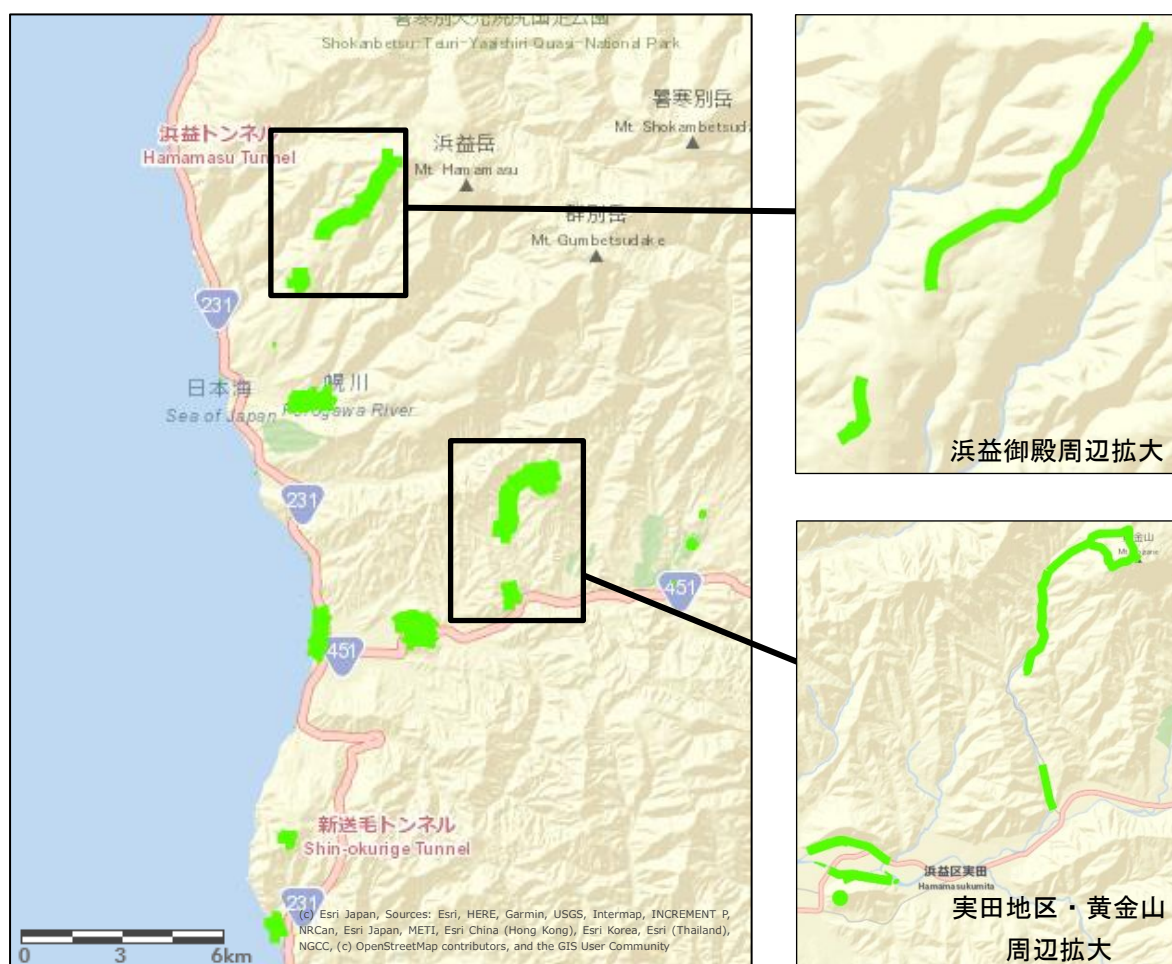 Shokanbetsu-Teuri-Yagishiri Quasi-National Park
暑寒別岳
Mt. Shokambetsud
浜益トンネル
Hamamasu Tunnel
浜益岳
Mt. Hamamasu
群別岳
Mt. Gumbetsudake
231
日本海
Sea of Japan
幌川
River
231
451
451
新送毛トンネル
Shin-okurige Tunnel
231
(c) Esri Japan, Sources: Esri, HERE, Garmin, USGS, Intermap, INCREMENT P,
NRCan, Esri Japan, METI, Esri China (Hong Kong), Esri Korea, Esri (Thailand),
NGCC, (c) OpenStreetMap contributors, and the GIS User Community
0 3 6km
浜益御殿周辺拡大
金山
浜益区実田
Hamamasukumita
実田地区・黄金山
周辺拡大